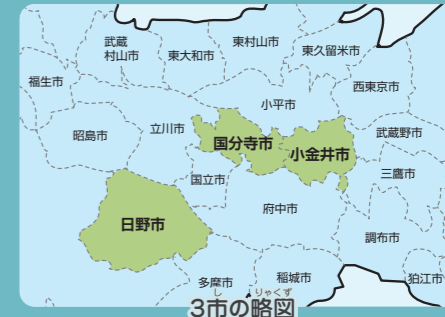 東村山市
武蔵
村山市
東大和市
東久留米市
福生市
西東京市
小平市
昭島市
立川市
国分寺市
小金井市
武蔵野市
三鷹市
国立市
日野市
府中市
調布市
多摩市
稲城市
狛江市
し りゃくず
3市の略図